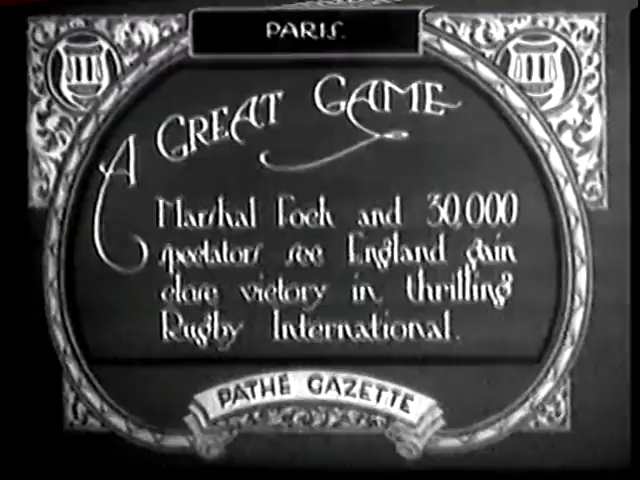 PARIS.
A GREAT GAME
Marshal Foch and 30,000
spectators see England gain
close victory in thrilling
Rugby International.
PATHÉ GAZETTE